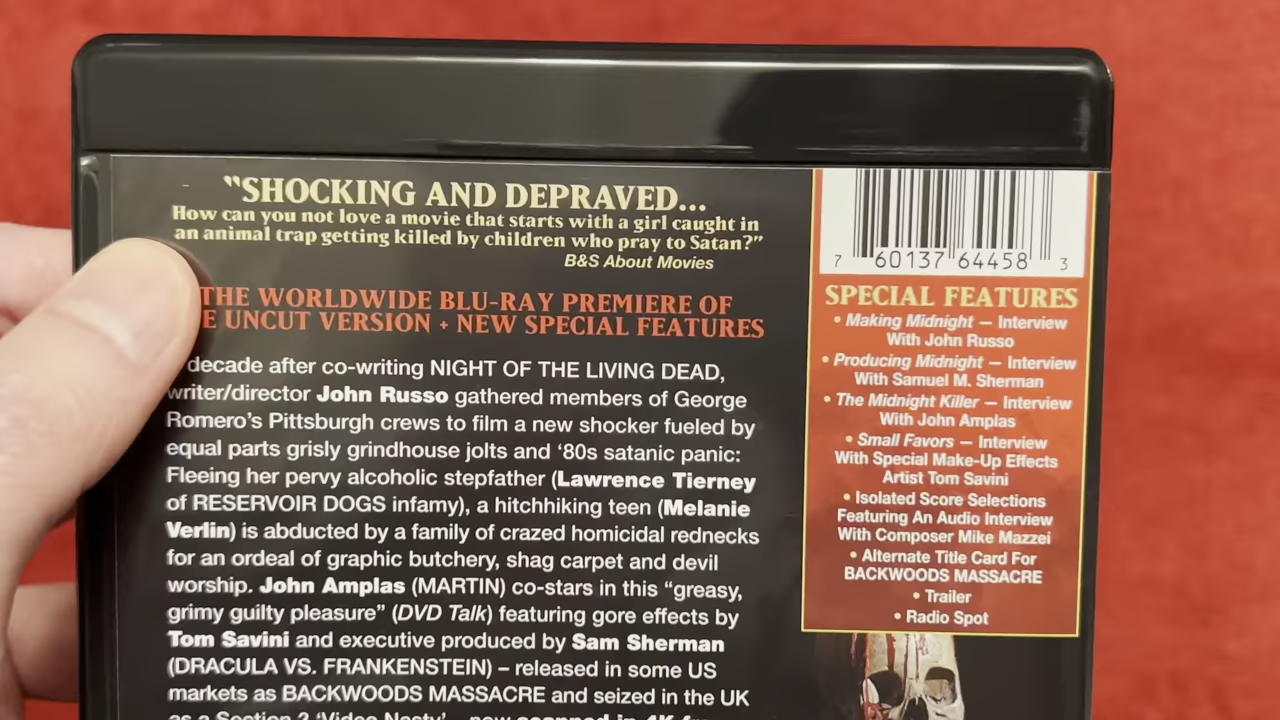 "SHOCKING AND DEPRAVED...
How can you not love a movie that starts with a girl caught in
an animal trap getting killed by children who pray to Satan?"
B&S About Movies
THE WORLDWIDE BLU-RAY PREMIERE OF
E UNCUT VERSION + NEW SPECIAL FEATURES
decade after co-writing NIGHT OF THE LIVING DEAD,
writer/director John Russo gathered members of George
Romero's Pittsburgh crews to film a new shocker fueled by
equal parts grisly grindhouse jolts and '80s satanic panic:
Fleeing her pervy alcoholic stepfather (Lawrence Tierney
of RESERVOIR DOGS infamy), a hitchhiking teen (Melanie
Verlin) is abducted by a family of crazed homicidal rednecks
for an ordeal of graphic butchery, shag carpet and devil
worship. John Amplas (MARTIN) co-stars in this "greasy,
grimy guilty pleasure" (DVD Talk) featuring gore effects by
Tom Savini and executive produced by Sam Sherman
(DRACULA VS. FRANKENSTEIN) – released in some US
markets as BACKWOODS MASSACRE and seized in the UK
as a Section 3 'Video Nasty' – now scanned in 4K
7 60137 64458 3
SPECIAL FEATURES
• Making Midnight – Interview
With John Russo
• Producing Midnight – Interview
With Samuel M. Sherman
• The Midnight Killer – Interview
With John Amplas
• Small Favors – Interview
With Special Make-Up Effects
Artist Tom Savini
• Isolated Score Selections
Featuring An Audio Interview
With Composer Mike Mazzei
• Alternate Title Card For
BACKWOODS MASSACRE
• Trailer
• Radio Spot